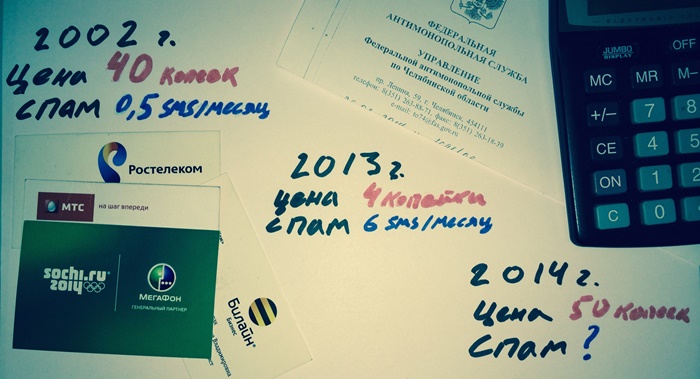 2002 г.
Цена 40 копеек
спам 0,5 sms/месяц
ФЕДЕРАЛЬНАЯ
АНТИМОНОПОЛЬНАЯ СЛУЖБА
УПРАВЛЕНИЕ
Федеральной антимонопольной службы
по Челябинской области
пр. Ленина, 59, г. Челябинск, 454111
телефон: 8(351) 263-88-71, факс: 8(351) 263-18-39
e-mail: to74@fas.gov.ru
JUMBO
DISPLAY
OFF
MC MR M-
+/- 7 8
CE 4 5
ON 1 2
C 0
Ростелеком
МТС на шаг впереди
sochi.ru
2014
МЕГАФОН
ГЕНЕРАЛЬНЫЙ ПАРТНЕР
Билайн
Бизнес
Владимирович
2013 г.
цена 4 копейки
спам 6 sms/месяц
2014 г.
цена 50 копеек
спам ?